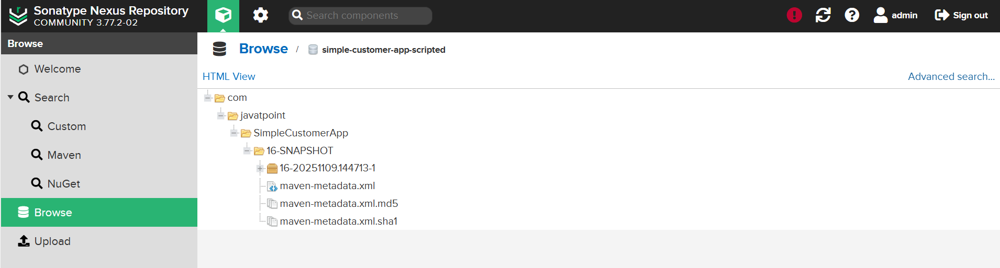 Sonatype Nexus Repository
COMMUNITY 3.77.2-02
Search components
admin
Sign out
Browse
Welcome
Search
Custom
Maven
NuGet
Browse
Upload
Browse / simple-customer-app-scripted
HTML View
Advanced search...
com
javatpoint
SimpleCustomerApp
16-SNAPSHOT
16-20251109.144713-1
maven-metadata.xml
maven-metadata.xml.md5
maven-metadata.xml.sha1